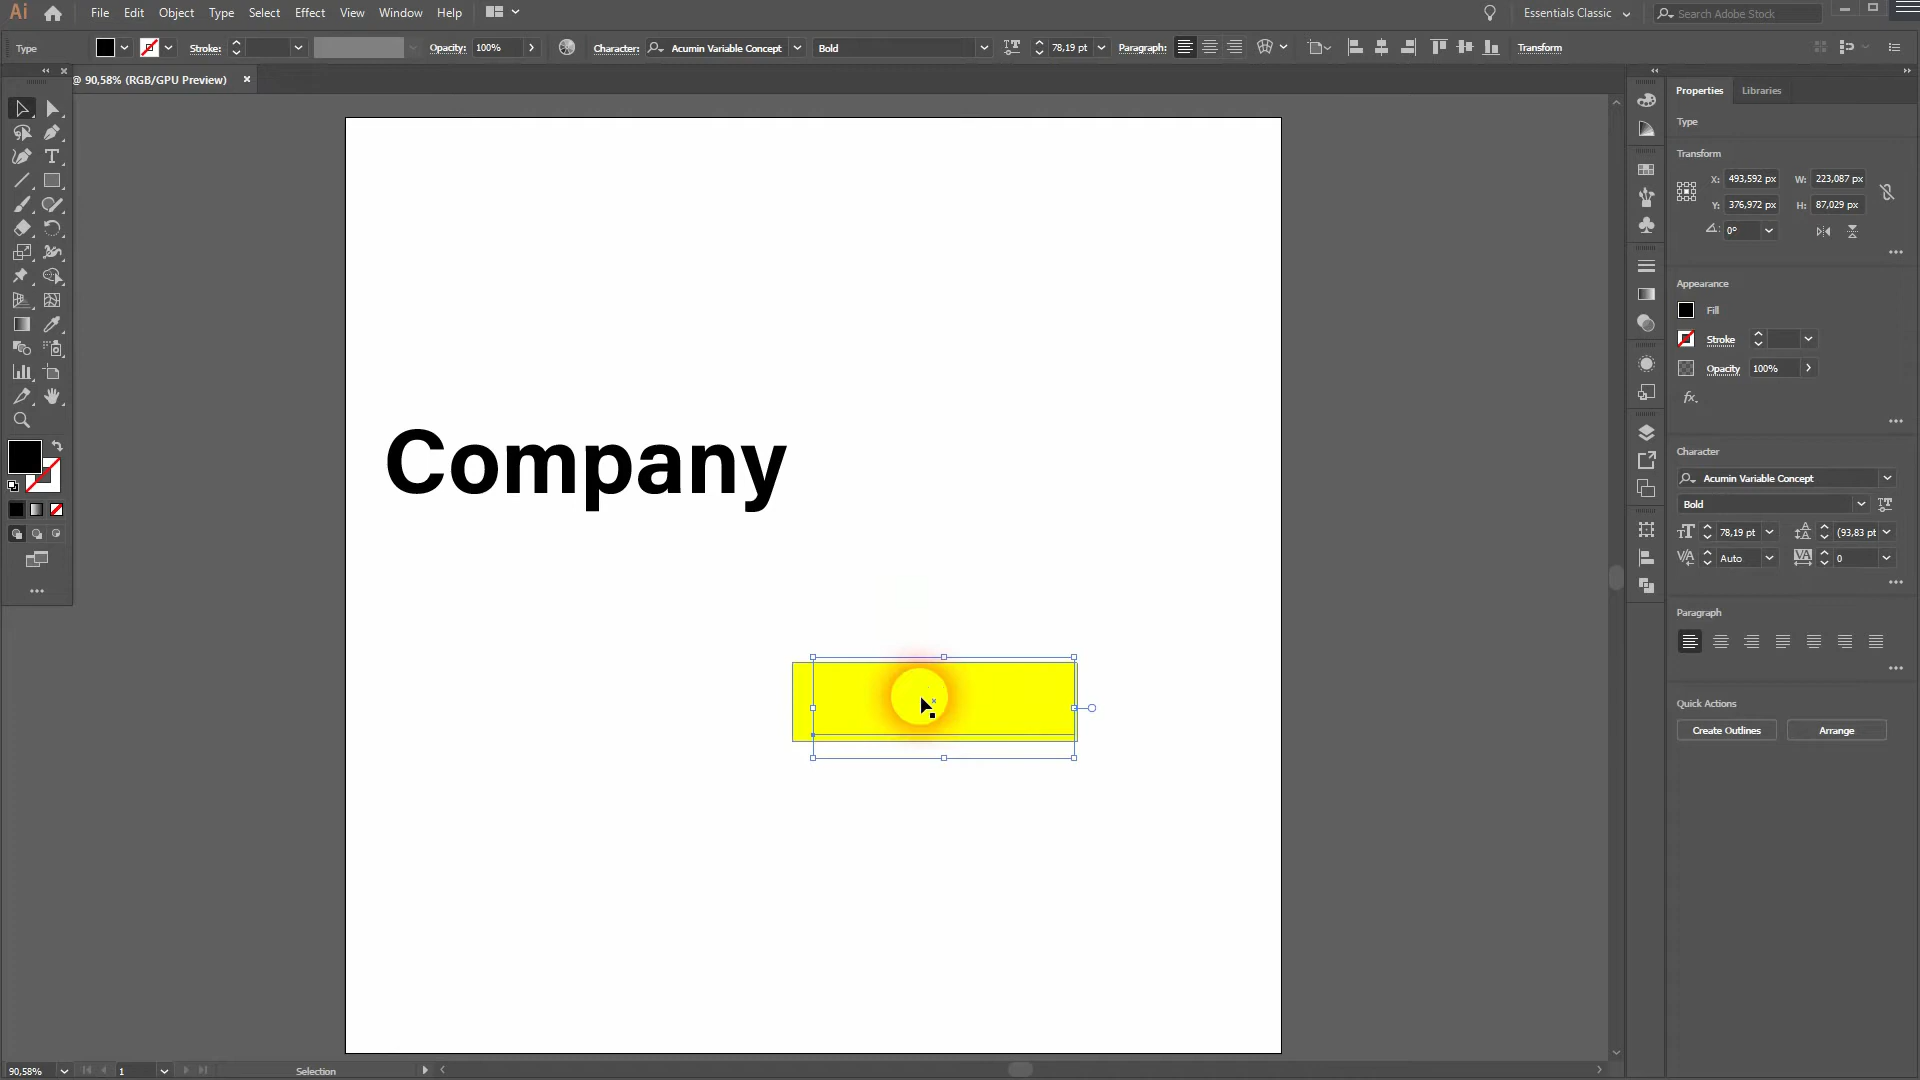 Ai File Edit Object Type Select Effect View Window Help Essentials Classic Search Adobe Stock
Type Stroke: Opacity: 100% Character: Acumin Variable Concept Bold 78,19 pt Paragraph: Transform
@ 90,58% (RGB/GPU Preview) ×
Properties Libraries
Type
Transform
X: 493,592 px W: 223,087 px
Y: 376,972 px H: 87,029 px
0°
Appearance
Fill
Stroke
Opacity 100%
fx.
Company
Character
Acumin Variable Concept
Bold
78,19 pt (93,83 pt
Auto 0
Paragraph
Quick Actions
Create Outlines Arrange
90,58% 1 Selection